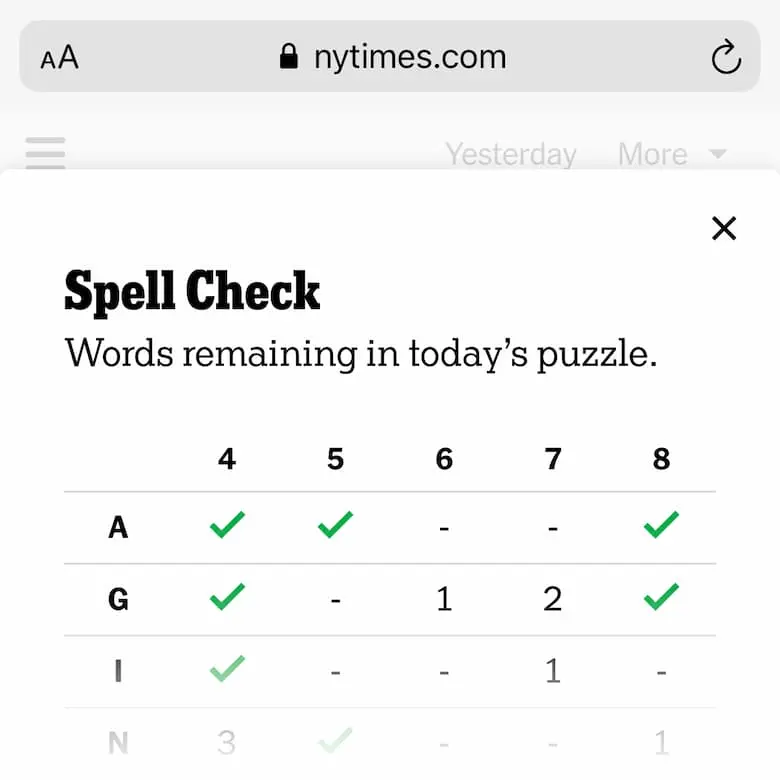 AA nytimes.com
Yesterday More
Spell Check
Words remaining in today’s puzzle.
4 5 6 7 8
A ✓ ✓ - - ✓
G ✓ - 1 2 ✓
I ✓ - - 1 -
N 3 ✓ - - 1